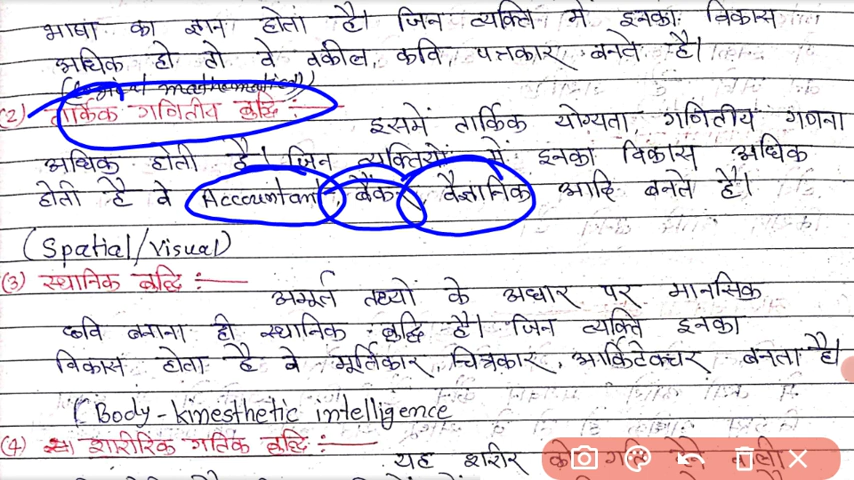 भाषा का ज्ञान होता है। जिन व्यक्ति में इनका विकास
अधिक हो तो वे वकील, कवि, पत्रकार, बनते है।
(Logical mathematical)
(2) तार्किक गणितीय बुद्धि :—
इसमें तार्किक योग्यता, गणितीय गणना
अधिक होती है। जिन व्यक्तियों में इनका विकास अधिक
होती है वे Accountant, बैंक, वैज्ञानिक आदि बनते है।
(Spatial/Visual)
(3) स्थानिक बुद्धि :—
अमूर्त तथ्यों के अधार पर मानसिक
छवि बनाना ही स्थानिक बुद्धि है। जिन व्यक्ति इनका
विकास होता है वे मूर्तिकार, चित्रकार, आर्किटेक्चर बनता है।
(Body-kinesthetic intelligence
(4) शारीरिक गतिक बुद्धि :—
यह शरीर को गति देने वाली